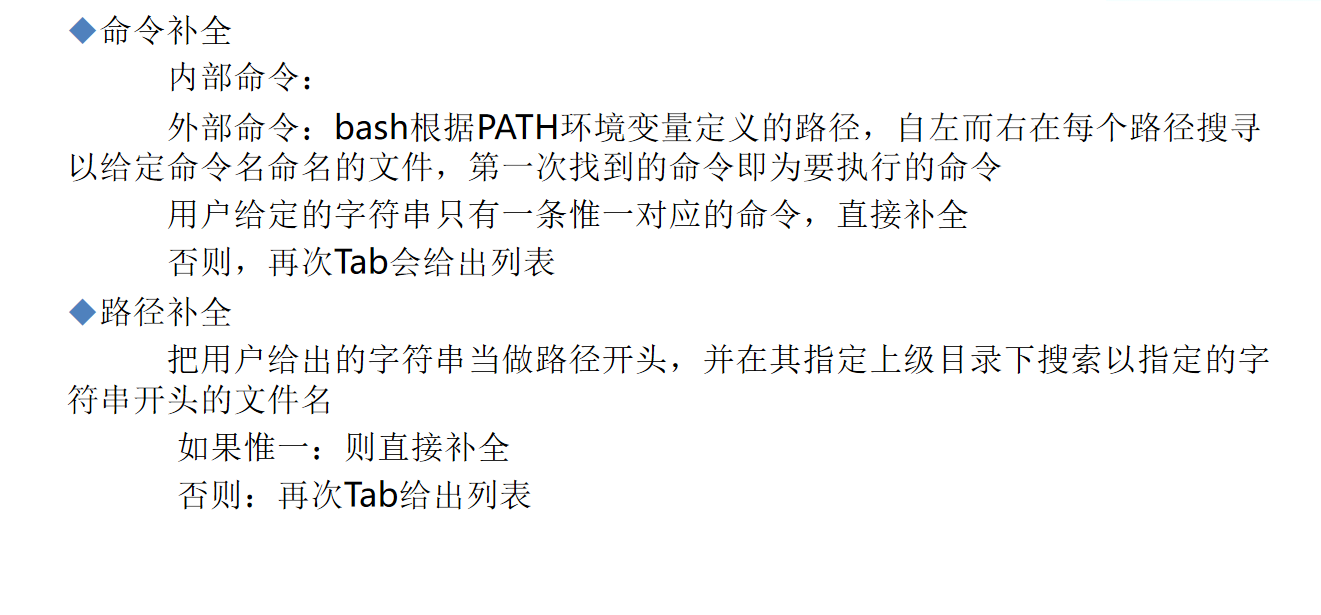 ◆命令补全
内部命令：
外部命令：bash根据PATH环境变量定义的路径，自左而右在每个路径搜寻
以给定命令名命名的文件，第一次找到的命令即为要执行的命令
用户给定的字符串只有一条惟一对应的命令，直接补全
否则，再次Tab会给出列表
◆路径补全
把用户给出的字符串当做路径开头，并在其指定上级目录下搜索以指定的字
符串开头的文件名
如果惟一：则直接补全
否则：再次Tab给出列表